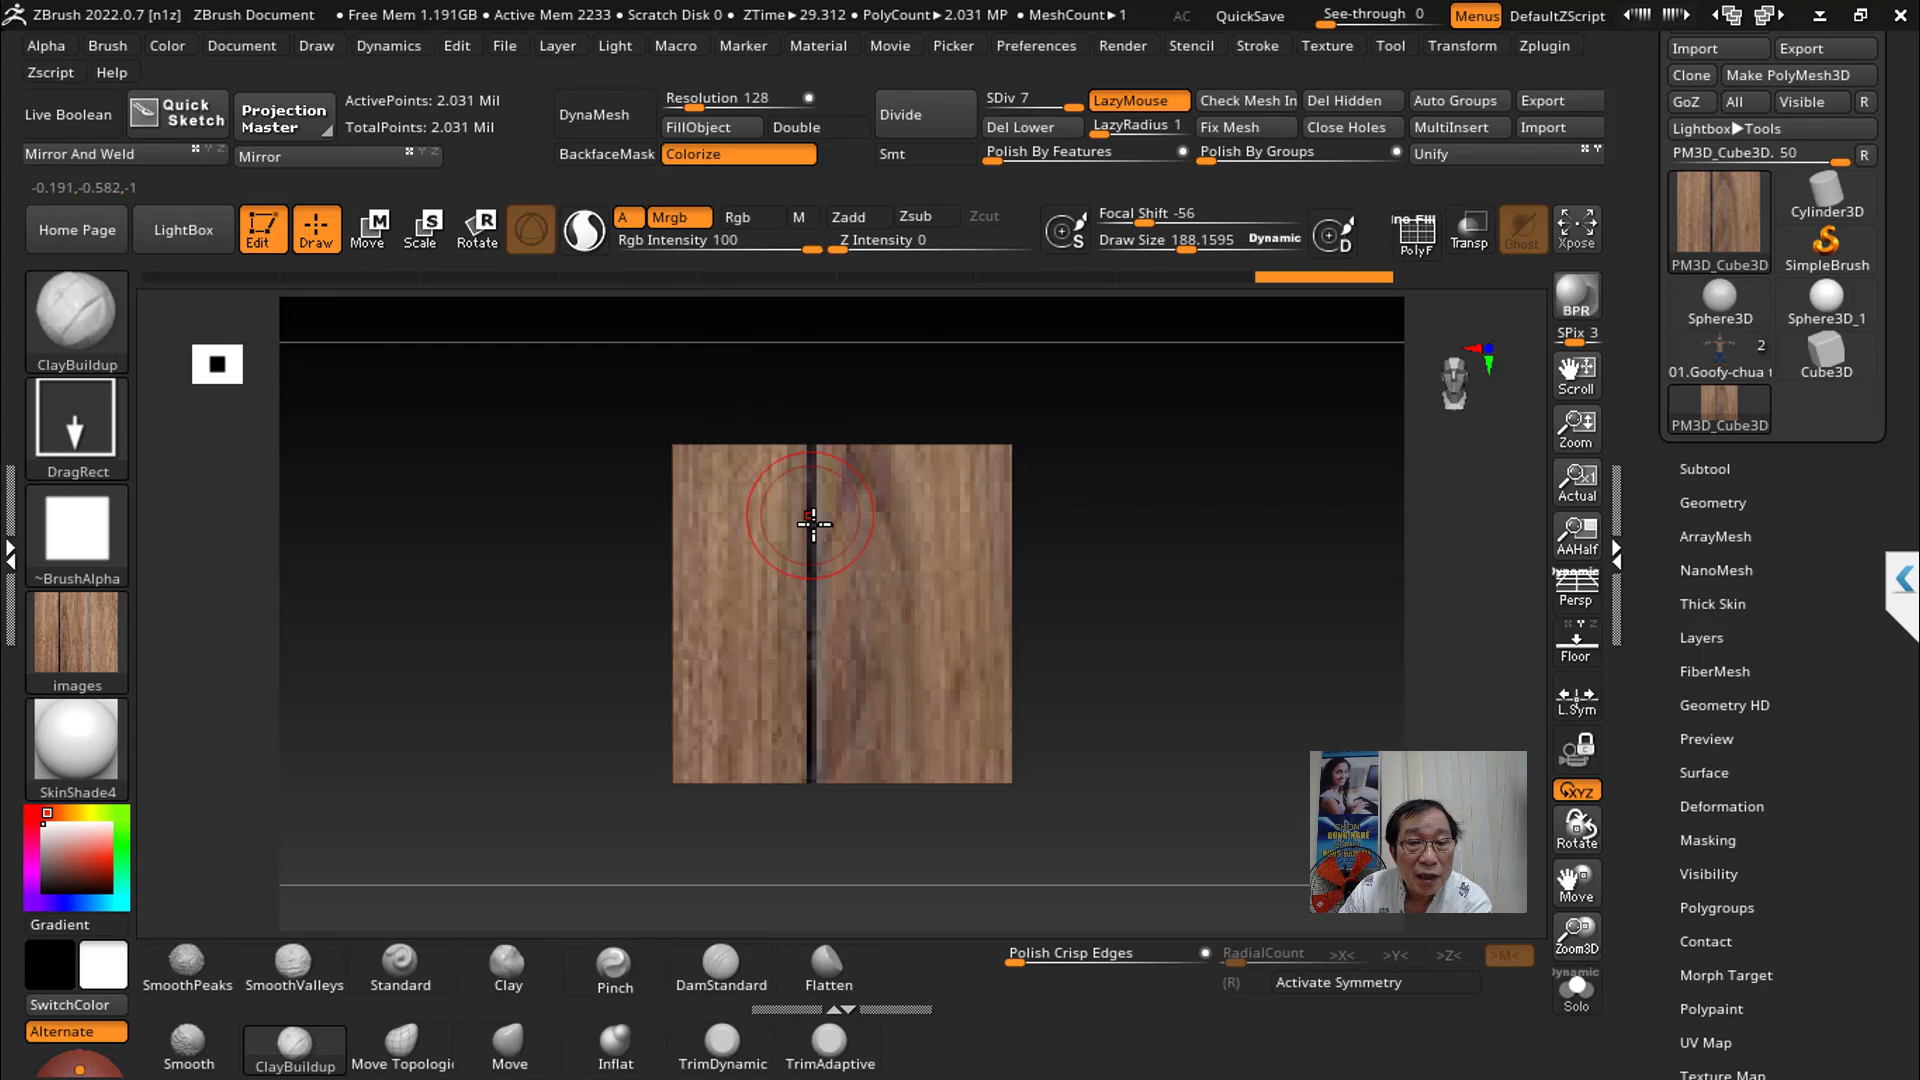 ZBrush 2022.0.7 [n1z] ZBrush Document • Free Mem 1.191GB • Active Mem 2233 • Scratch Disk 0 • ZTime▶29.312 • PolyCount▶2.031 MP • MeshCount▶1 AC QuickSave See-through 0 Menus DefaultZScript
Alpha Brush Color Document Draw Dynamics Edit File Layer Light Macro Marker Material Movie Picker Preferences Render Stencil Stroke Texture Tool Transform Zplugin
Zscript Help
Live Boolean Quick Sketch Projection Master ActivePoints: 2.031 Mil DynaMesh Resolution 128 Divide SDiv 7 LazyMouse Check Mesh In Del Hidden Auto Groups Export
TotalPoints: 2.031 Mil FillObject Double Del Lower LazyRadius 1 Fix Mesh Close Holes MultiInsert Import
Mirror And Weld Mirror BackfaceMask Colorize Smt Polish By Features Polish By Groups Unify
-0.191,-0.582,-1
Home Page LightBox Edit Draw Move Scale Rotate A Mrgb Rgb M Zadd Zsub Zcut
Rgb Intensity 100 Z Intensity 0
S Focal Shift -56
Draw Size 188.1595 Dynamic D
PolyF Transp Ghost Xpose
Import Export
Clone Make PolyMesh3D
GoZ All Visible R
Lightbox▶Tools
PM3D_Cube3D. 50 R
Cylinder3D
PM3D_Cube3D SimpleBrush
Sphere3D Sphere3D_1
2
01.Goofy-chua t Cube3D
PM3D_Cube3D
Subtool
Geometry
ArrayMesh
NanoMesh
Thick Skin
Layers
FiberMesh
Geometry HD
Preview
Surface
Deformation
Masking
Visibility
Polygroups
Contact
Morph Target
Polypaint
UV Map
Texture Map
ClayBuildup
DragRect
~BrushAlpha
images
SkinShade4
Gradient
SwitchColor
Alternate
BPR
SPix 3
Scroll
Zoom
Actual
AAHalf
Dynamic
Persp
Floor
L.Sym
XYZ
Rotate
Move
Zoom3D
Dynamic
Solo
SmoothPeaks SmoothValleys Standard Clay Pinch DamStandard Flatten
Polish Crisp Edges RadialCount >X< >Y< >Z< >M<
(R) Activate Symmetry
Smooth ClayBuildup Move Topologic Move Inflat TrimDynamic TrimAdaptive
CHỌN
ĐÚNG NGHỀ